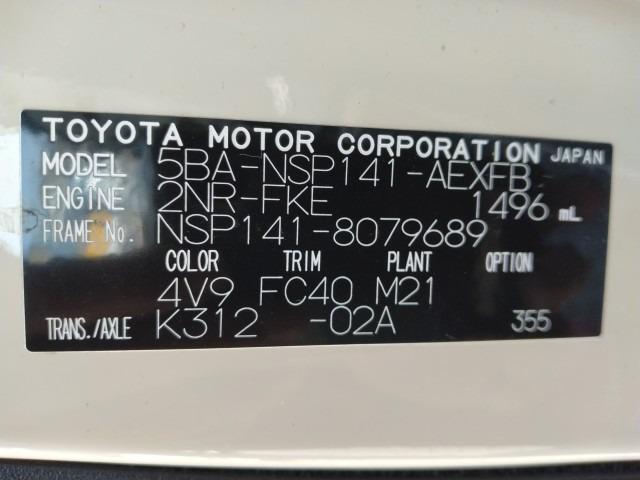 TOYOTA MOTOR CORPORATION JAPAN
MODEL 5BA-NSP141-AEXFB
ENGINE 2NR-FKE 1496 mL
FRAME No. NSP141-8079689
COLOR TRIM PLANT OPTION
4V9 FC40 M21
TRANS./AXLE K312 -02A 355